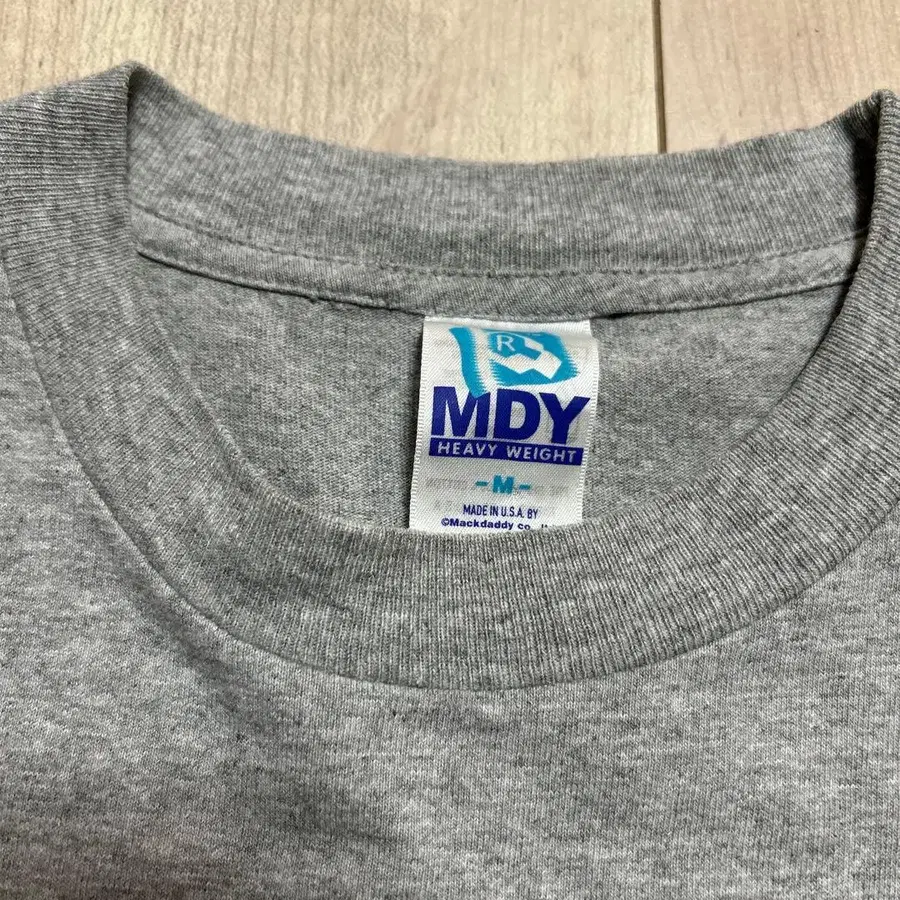 R
MDY
HEAVY WEIGHT
-M-
MADE IN U.S.A. BY
©Mackdaddy co.